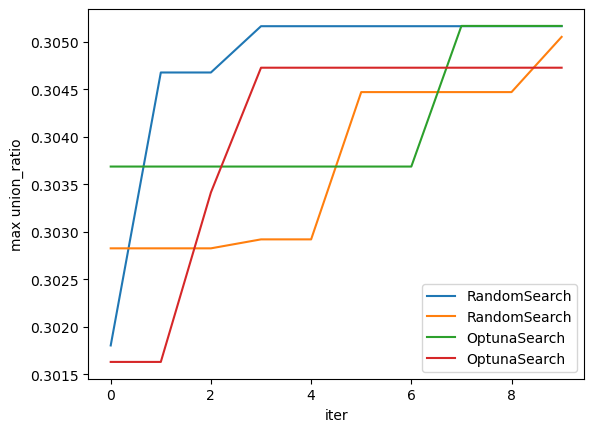 max union_ratio
0.3050
0.3045
0.3040
0.3035
0.3030
0.3025
0.3020
0.3015
0
2
4
6
8
iter
RandomSearch
RandomSearch
OptunaSearch
OptunaSearch